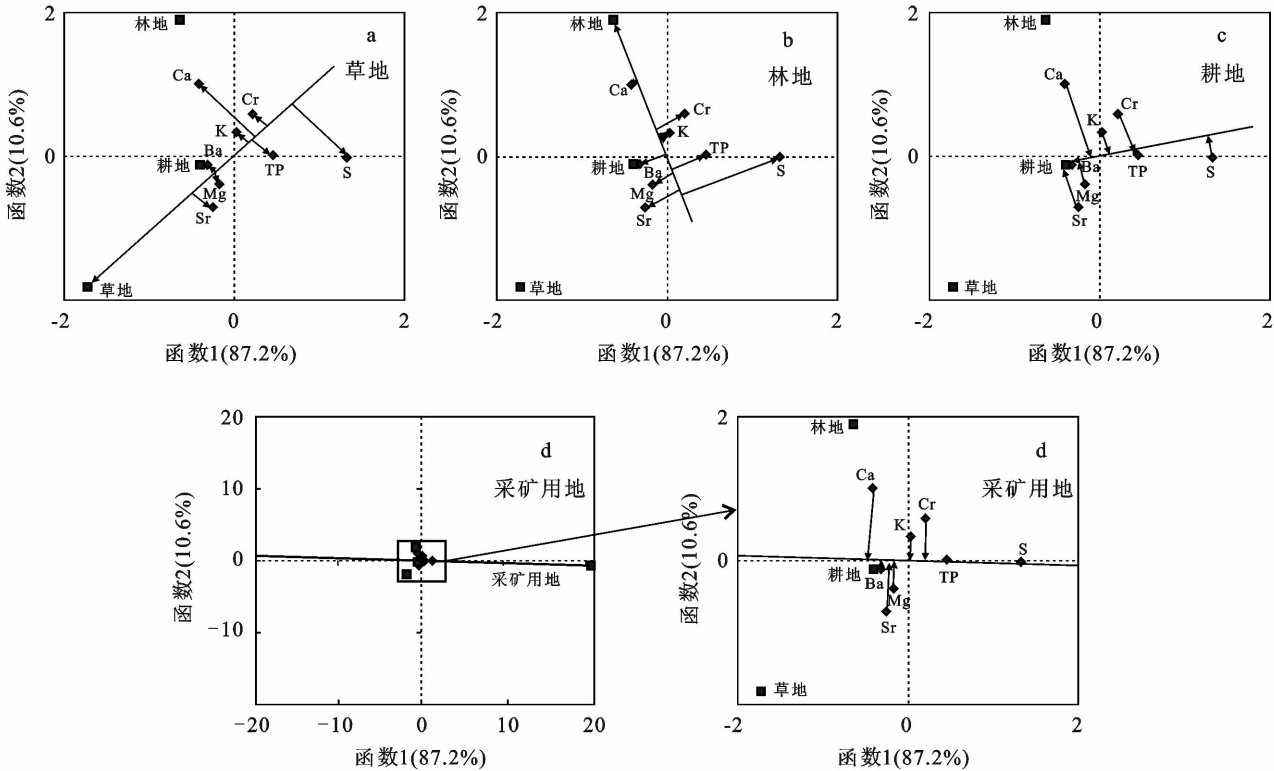 2
林地
a
草地
Ca
Cr
K
Ba
耕地
TP
S
0
Mg
Sr
草地
函数2(10.6%)
-2
0
2
函数1(87.2%)
2
林地
b
林地
Ca
Cr
K
TP
耕地
Ba
S
0
Mg
Sr
草地
函数2(10.6%)
-2
0
2
函数1(87.2%)
2
林地
c
耕地
Ca
Cr
K
TP
Ba
S
0
Mg
Sr
草地
函数2(10.6%)
-2
0
2
函数1(87.2%)
20
d
采矿用地
10
0
采矿用地
-10
函数2(10.6%)
-20
-10
0
10
20
函数1(87.2%)
2
林地
d
采矿用地
Ca
Cr
K
S
0
耕地
Ba
TP
Mg
Sr
草地
函数2(10.6%)
-2
0
2
函数1(87.2%)